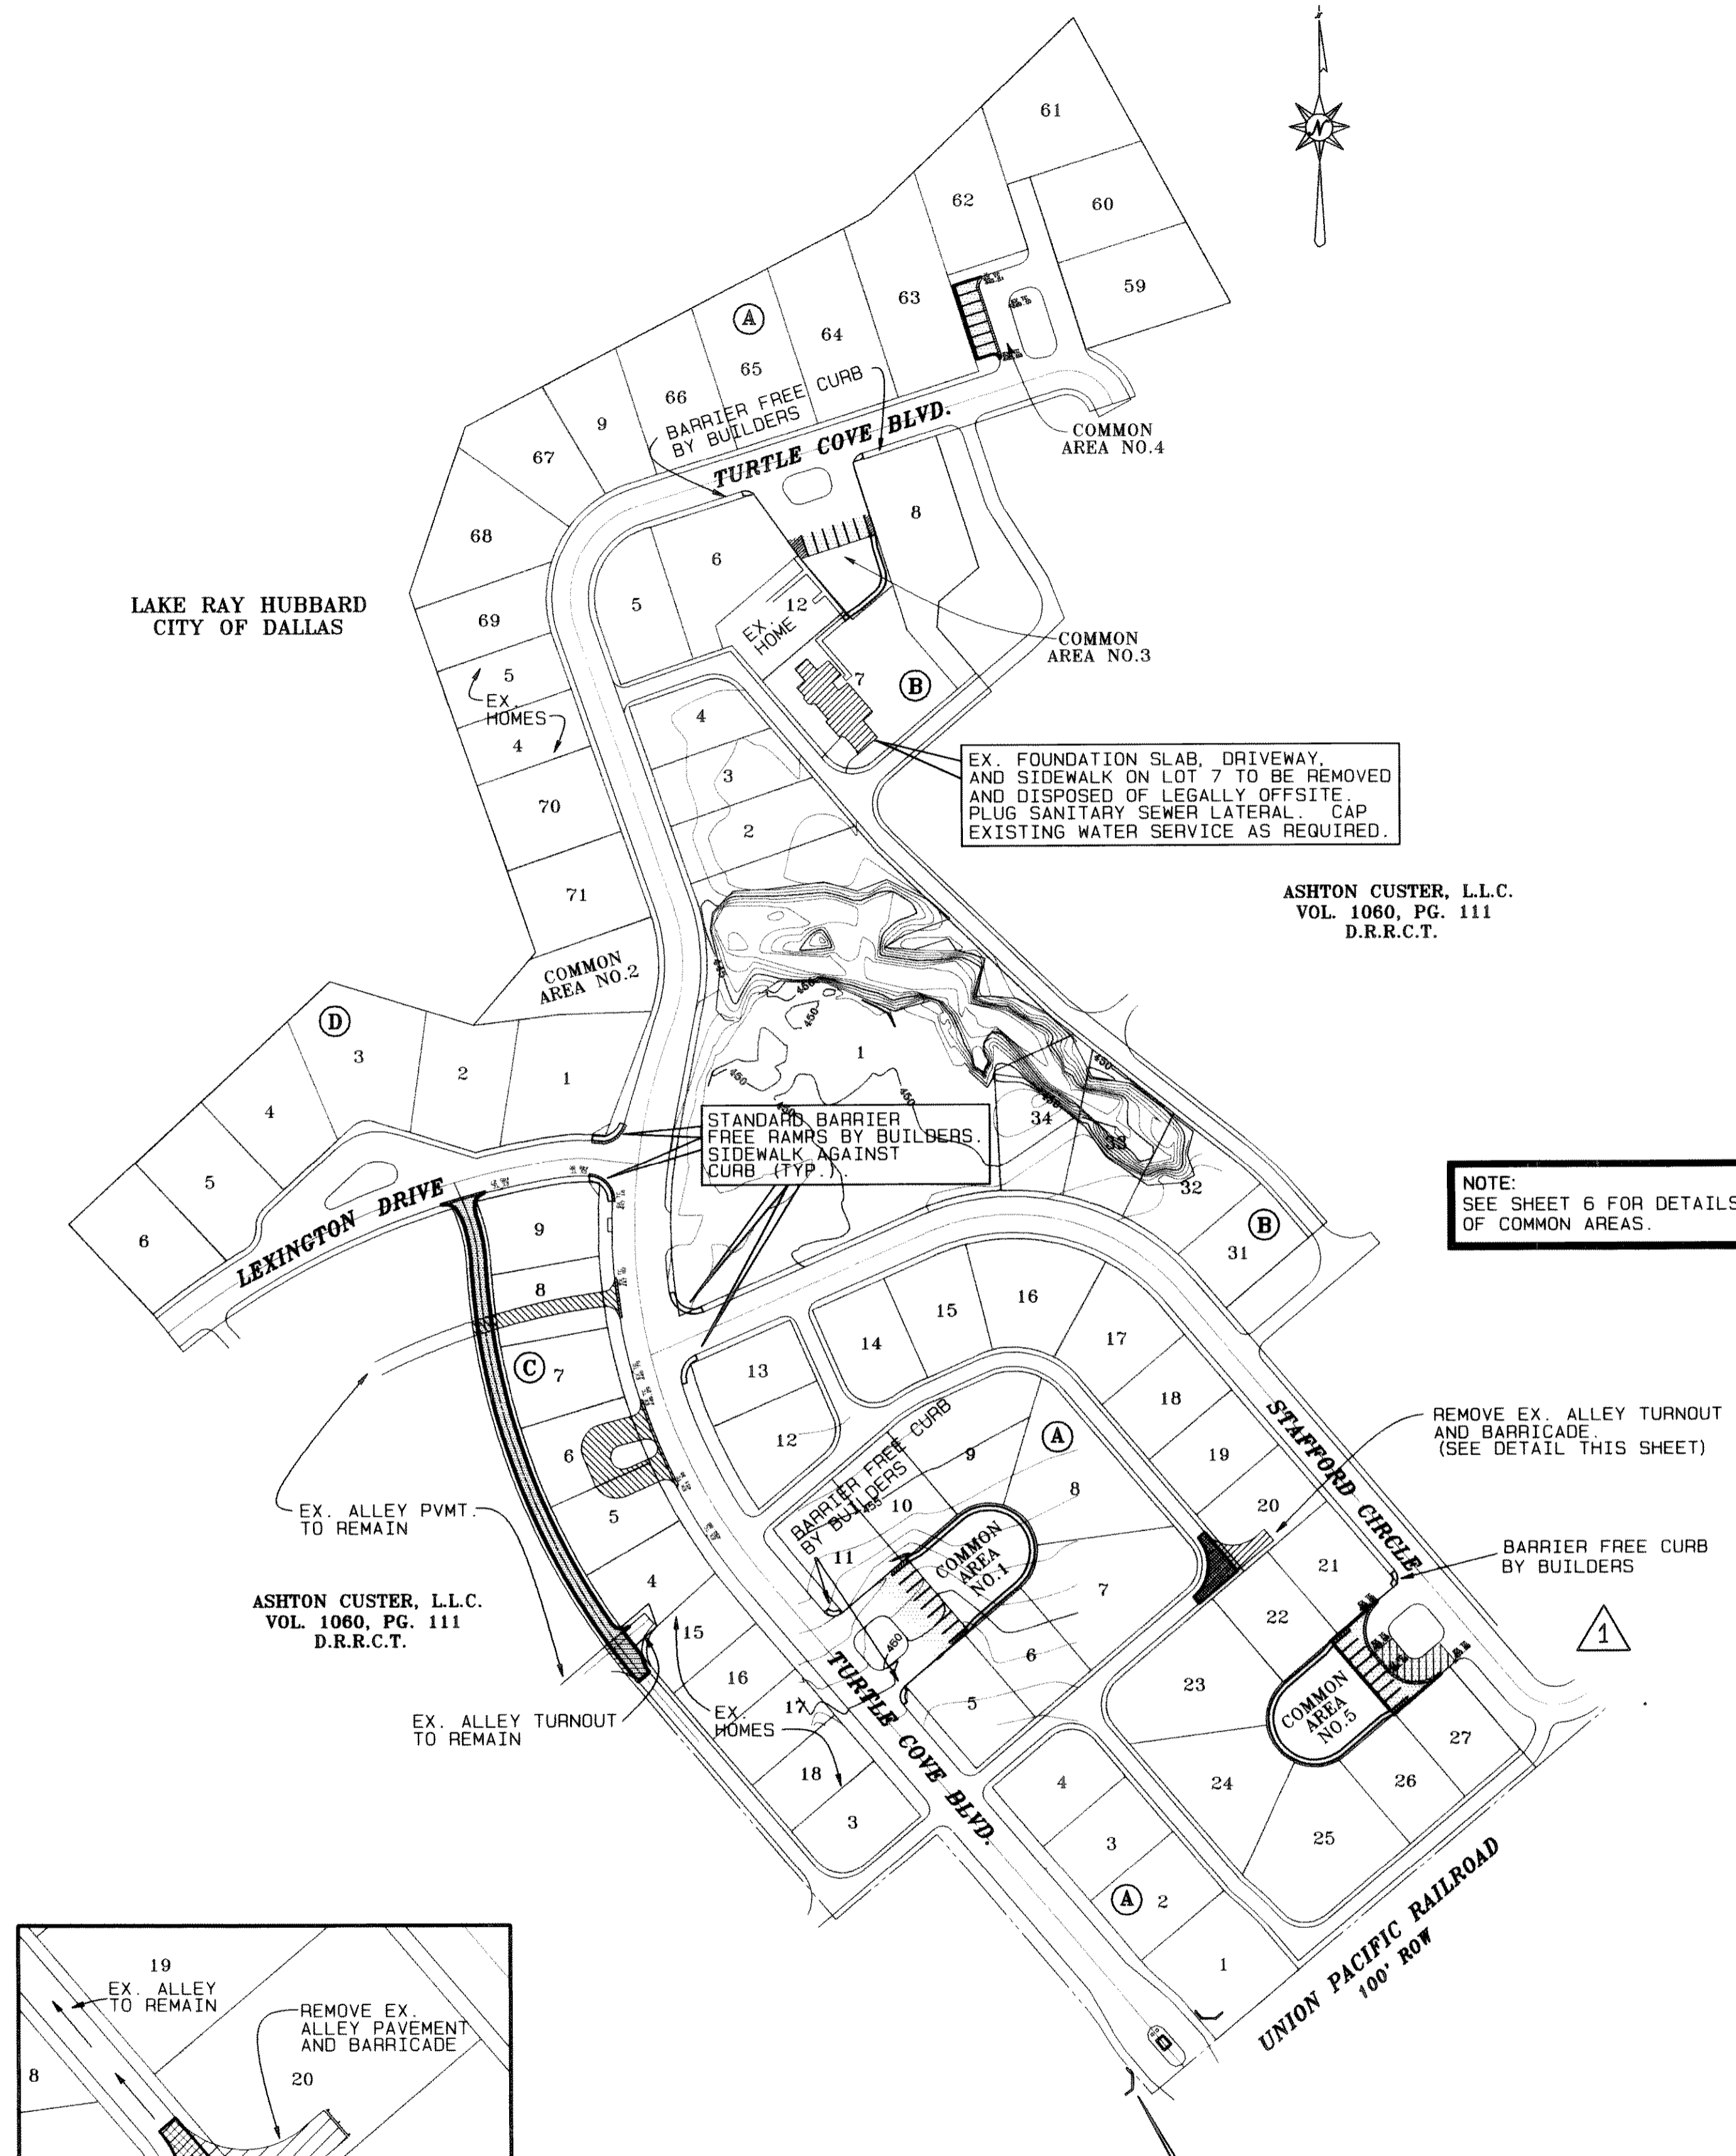 N
61
62
60
59
63
A
64
65
66
9
67
68
69
BARRIER FREE CURB
BY BUILDERS
TURTLE COVE BLVD.
COMMON
AREA NO.4
8
6
5
12
EX.
HOME
7
B
COMMON
AREA NO.3
LAKE RAY HUBBARD
CITY OF DALLAS
5
EX.
HOMES
4
70
71
4
3
2
EX. FOUNDATION SLAB, DRIVEWAY,
AND SIDEWALK ON LOT 7 TO BE REMOVED
AND DISPOSED OF LEGALLY OFFSITE.
PLUG SANITARY SEWER LATERAL. CAP
EXISTING WATER SERVICE AS REQUIRED.
ASHTON CUSTER, L.L.C.
VOL. 1060, PG. 111
D.R.R.C.T.
COMMON
AREA NO.2
D
3
2
1
4
5
6
1
450
450
450
450
34
33
32
31
B
STANDARD BARRIER
FREE RAMPS BY BUILDERS.
SIDEWALK AGAINST
CURB (TYP.).
NOTE:
SEE SHEET 6 FOR DETAILS
OF COMMON AREAS.
LEXINGTON DRIVE
9
8
C
7
6
5
4
13
12
14
15
16
17
18
19
20
21
22
23
24
25
26
27
STAFFORD CIRCLE
REMOVE EX. ALLEY TURNOUT
AND BARRICADE.
(SEE DETAIL THIS SHEET)
BARRIER FREE CURB
BY BUILDERS
1
A
9
10
11
8
7
6
5
BARRIER FREE CURB
BY BUILDERS
455
460
COMMON
AREA
NO.1
COMMON
AREA
NO.5
EX. ALLEY PVMT.
TO REMAIN
ASHTON CUSTER, L.L.C.
VOL. 1060, PG. 111
D.R.R.C.T.
EX. ALLEY TURNOUT
TO REMAIN
15
16
17
18
3
EX.
HOMES
TURTLE COVE BLVD.
4
3
A
2
1
UNION PACIFIC RAILROAD
100' ROW
19
EX. ALLEY
TO REMAIN
REMOVE EX.
ALLEY PAVEMENT
AND BARRICADE
8
20